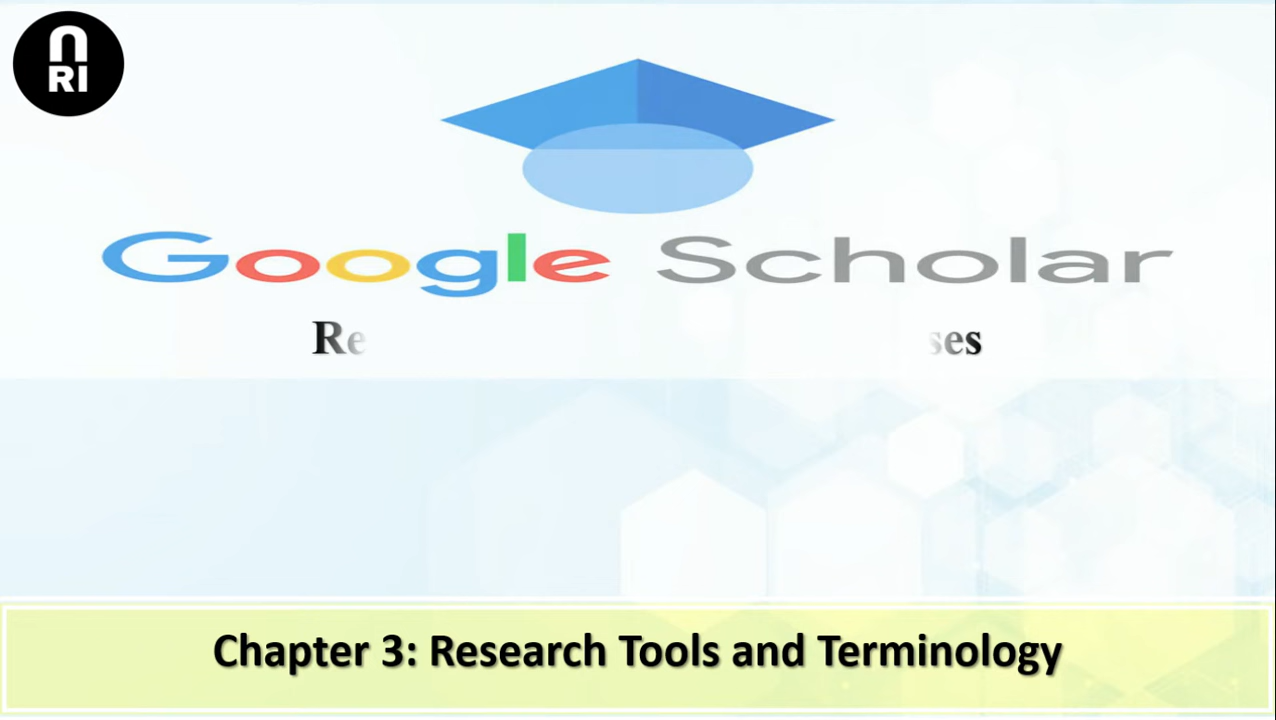 n
RI
Google Scholar
Re ses
Chapter 3: Research Tools and Terminology